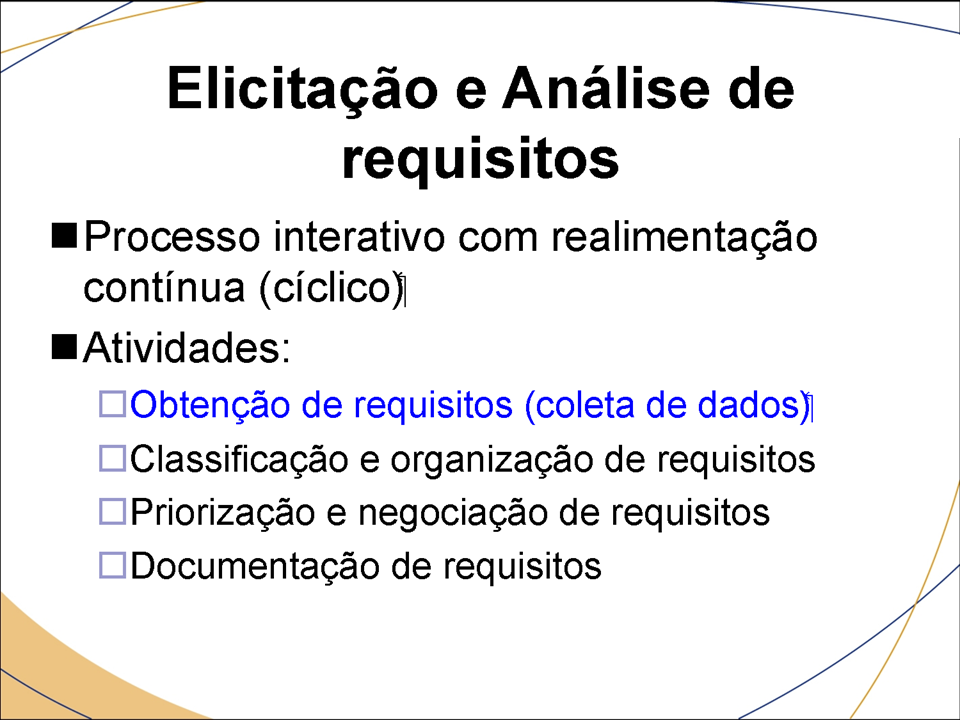 Elicitação e Análise de
requisitos
Processo interativo com realimentação
contínua (cíclico)
Atividades:
Obtenção de requisitos (coleta de dados)
Classificação e organização de requisitos
Priorização e negociação de requisitos
Documentação de requisitos